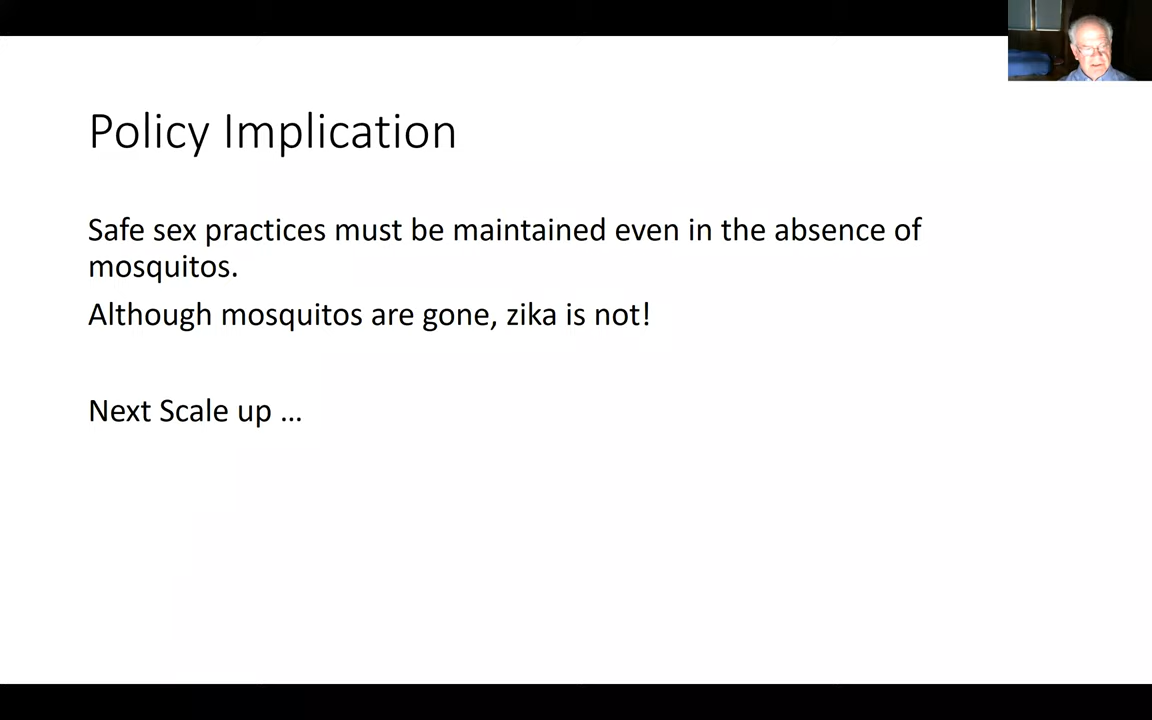 Policy Implication
Safe sex practices must be maintained even in the absence of
mosquitos.
Although mosquitos are gone, zika is not!
Next Scale up ...